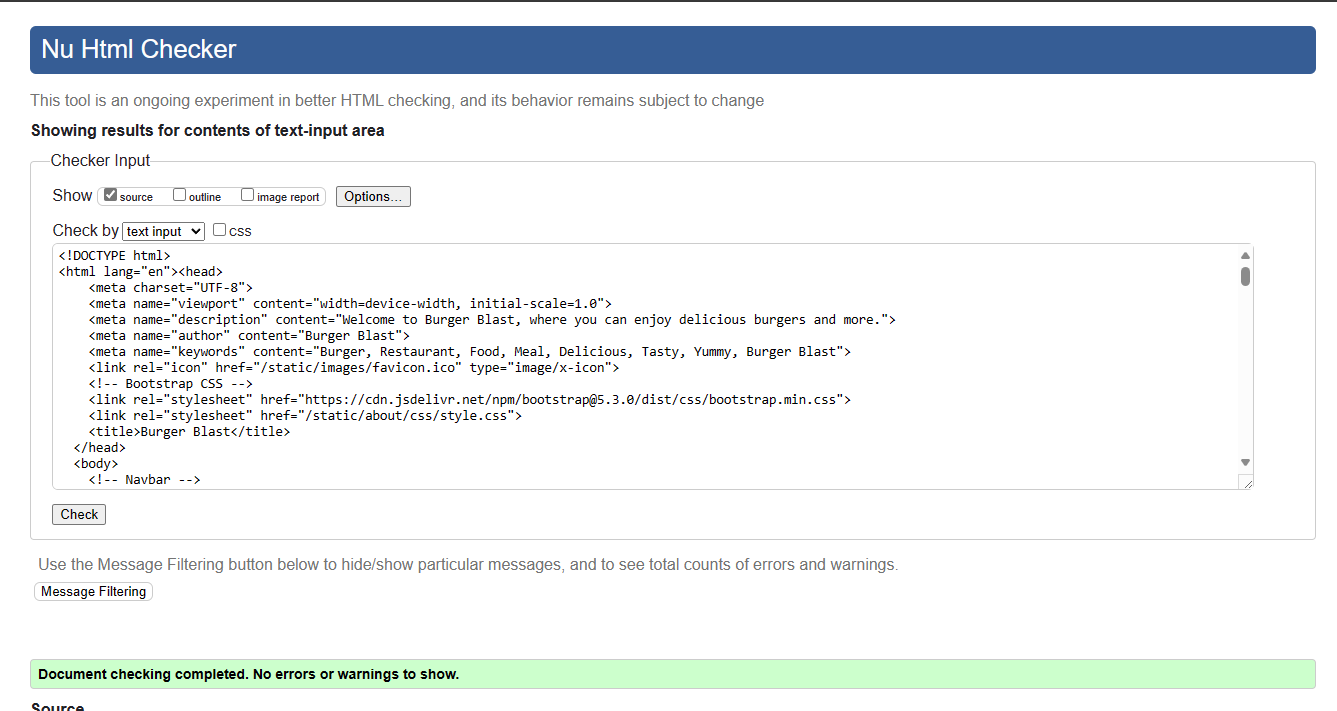 Nu Html Checker
This tool is an ongoing experiment in better HTML checking, and its behavior remains subject to change
Showing results for contents of text-input area
Checker Input
Show source outline image report Options...
Check by text input css
<!DOCTYPE html>
<html lang="en"><head>
    <meta charset="UTF-8">
    <meta name="viewport" content="width=device-width, initial-scale=1.0">
    <meta name="description" content="Welcome to Burger Blast, where you can enjoy delicious burgers and more.">
    <meta name="author" content="Burger Blast">
    <meta name="keywords" content="Burger, Restaurant, Food, Meal, Delicious, Tasty, Yummy, Burger Blast">
    <link rel="icon" href="/static/images/favicon.ico" type="image/x-icon">
    <!-- Bootstrap CSS -->
    <link rel="stylesheet" href="https://cdn.jsdelivr.net/npm/bootstrap@5.3.0/dist/css/bootstrap.min.css">
    <link rel="stylesheet" href="/static/about/css/style.css">
    <title>Burger Blast</title>
  </head>
  <body>
    <!-- Navbar -->
Check
Use the Message Filtering button below to hide/show particular messages, and to see total counts of errors and warnings.
Message Filtering
Document checking completed. No errors or warnings to show.
Source